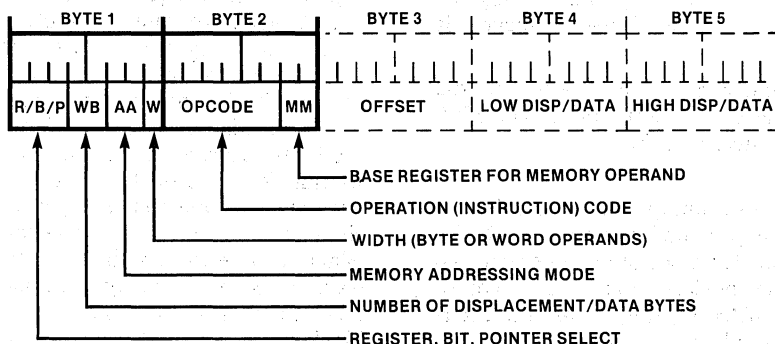 BYTE 1 BYTE 2 BYTE 3 BYTE 4 BYTE 5
R/B/P WB AA W OPCODE MM OFFSET LOW DISP/DATA HIGH DISP/DATA
BASE REGISTER FOR MEMORY OPERAND
OPERATION (INSTRUCTION) CODE
WIDTH (BYTE OR WORD OPERANDS)
MEMORY ADDRESSING MODE
NUMBER OF DISPLACEMENT/DATA BYTES
REGISTER, BIT, POINTER SELECT